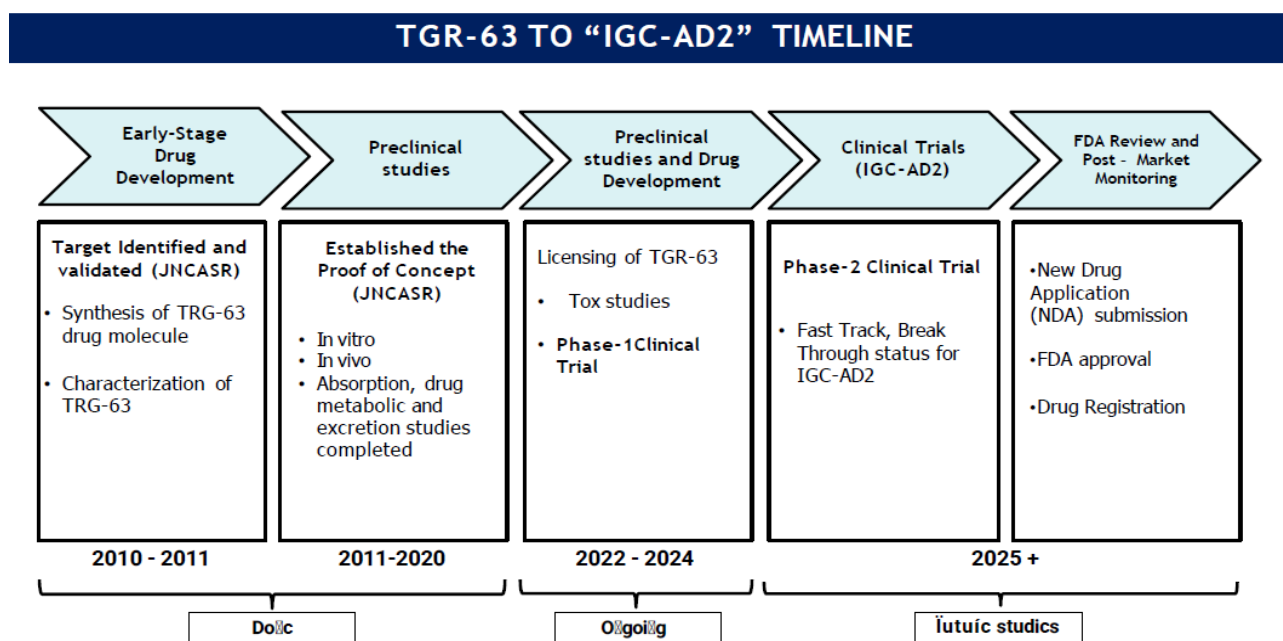 TGR-63 TO “IGC-AD2” TIMELINE
Early-Stage
Drug
Development
Preclinical
studies
Preclinical
studies and Drug
Development
Clinical Trials
(IGC-AD2)
FDA Review and
Post - Market
Monitoring
Target Identified and
validated (JNCASR)
• Synthesis of TRG-63
drug molecule
• Characterization of
TRG-63
Established the
Proof of Concept
(JNCASR)
• In vitro
• In vivo
• Absorption, drug
metabolic and
excretion studies
completed
Licensing of TGR-63
• Tox studies
• Phase-1Clinical
Trial
Phase-2 Clinical Trial
• Fast Track, Break
Through status for
IGC-AD2
•New Drug
Application
(NDA) submission
•FDA approval
•Drug Registration
2010 - 2011
2011-2020
2022 - 2024
2025 +
Ïutuíc studics